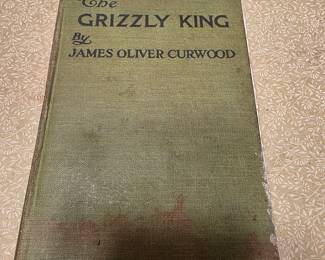 The
GRIZZLY KING
By
JAMES OLIVER CURWOOD